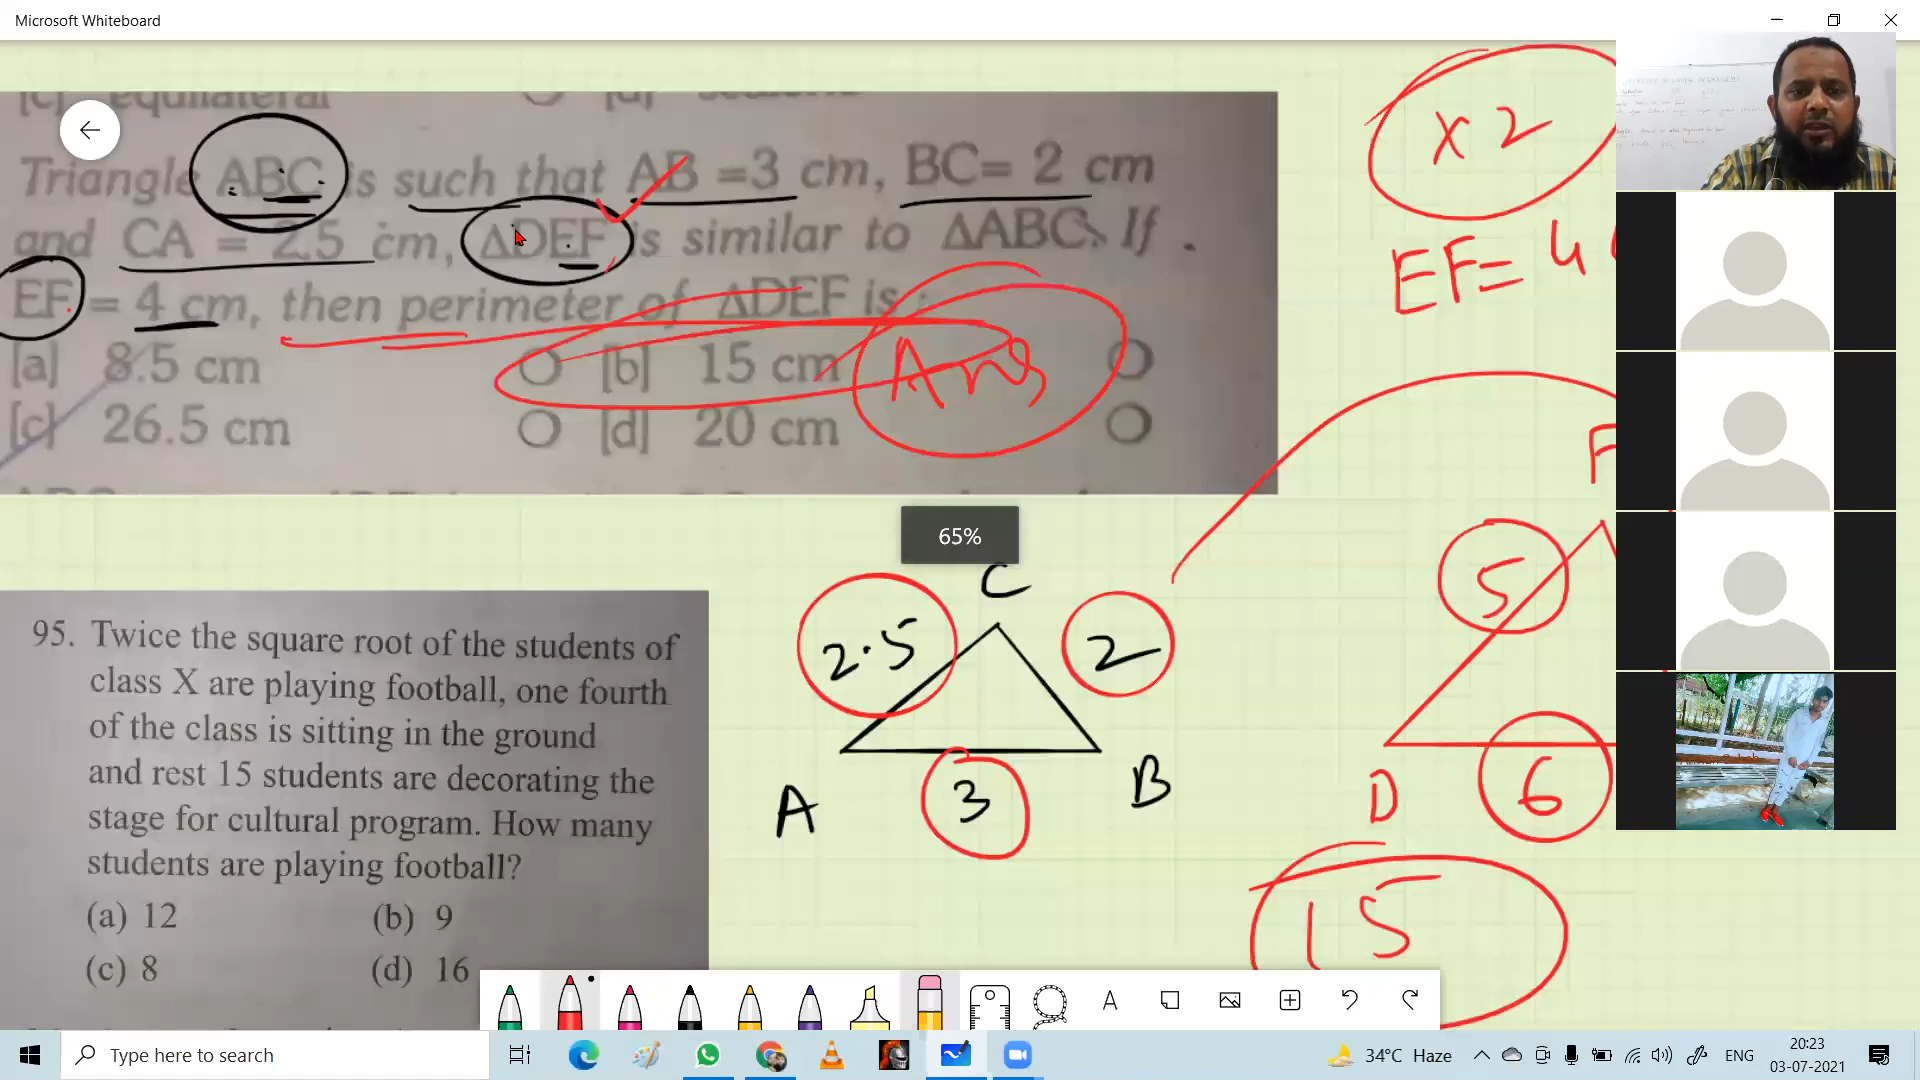 Microsoft Whiteboard
[c] equilateral [d]
Triangle ABC is such that AB =3 cm, BC= 2 cm
and CA = 2.5 cm, ΔDEF is similar to ΔABC. If
EF = 4 cm, then perimeter of ΔDEF is :
[a] 8.5 cm [b] 15 cm
[c] 26.5 cm [d] 20 cm
Ans
x 2
EF= 4
F
65%
C
2.5
2
5
A
3
B
D
6
15
95. Twice the square root of the students of
class X are playing football, one fourth
of the class is sitting in the ground
and rest 15 students are decorating the
stage for cultural program. How many
students are playing football?
(a) 12 (b) 9
(c) 8 (d) 16
Type here to search
34°C Haze
ENG
20:23
03-07-2021